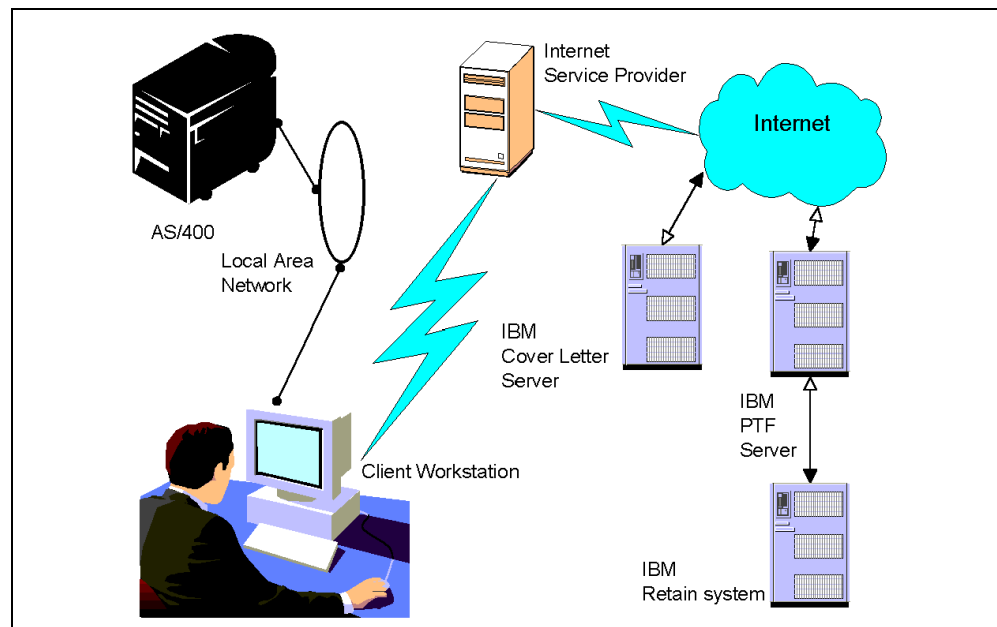 Internet
Service Provider
Internet
AS/400
Local Area
Network
IBM
Cover Letter
Server
IBM
PTF
Server
Client Workstation
IBM
Retain system